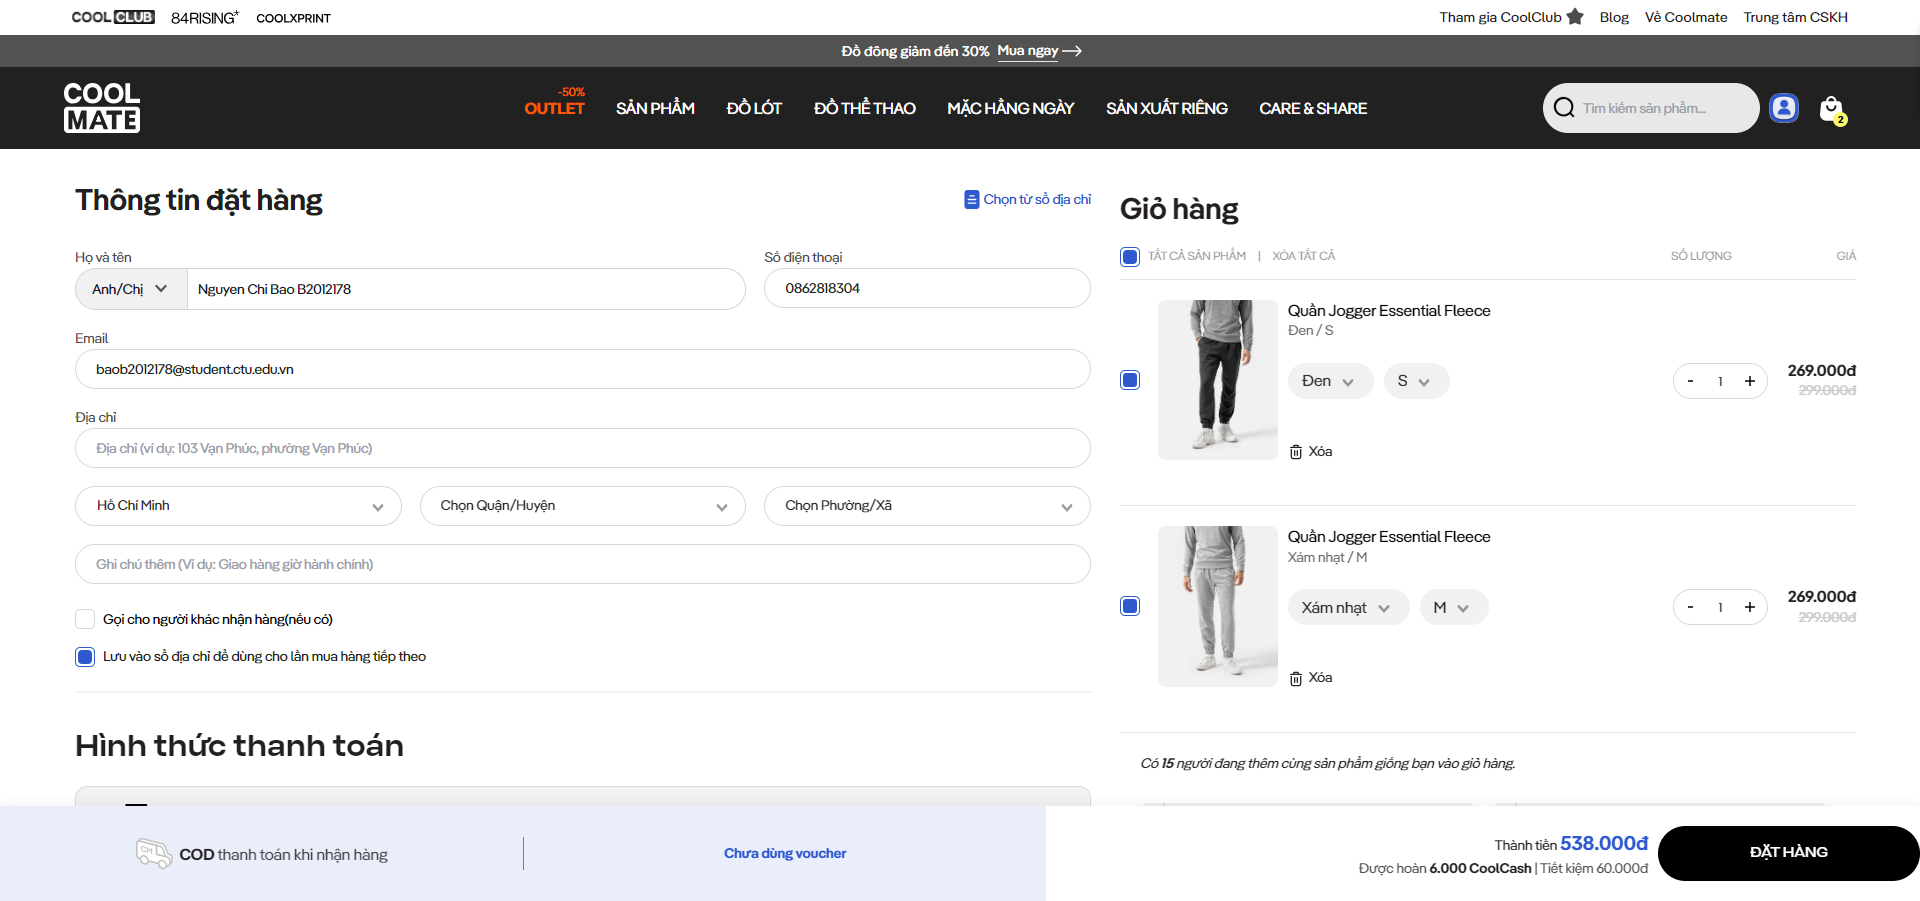 COOL CLUB 84RISING* COOLXPRINT
Tham gia CoolClub Blog Về Coolmate Trung tâm CSKH
Đồ đông giảm đến 30% Mua ngay
COOL
MATE
-50%
OUTLET SẢN PHẨM ĐỒ LÓT ĐỒ THỂ THAO MẶC HẰNG NGÀY SẢN XUẤT RIÊNG CARE & SHARE
Tìm kiếm sản phẩm...
2
Thông tin đặt hàng
Chọn từ sổ địa chỉ
Họ và tên
Số điện thoại
Anh/Chị Nguyen Chi Bao B2012178
0862818304
Email
baob2012178@student.ctu.edu.vn
Địa chỉ
Địa chỉ (ví dụ: 103 Vạn Phúc, phường Vạn Phúc)
Hồ Chí Minh Chọn Quận/Huyện Chọn Phường/Xã
Ghi chú thêm (Ví dụ: Giao hàng giờ hành chính)
Gọi cho người khác nhận hàng(nếu có)
Lưu vào sổ địa chỉ để dùng cho lần mua hàng tiếp theo
Hình thức thanh toán
Giỏ hàng
TẤT CẢ SẢN PHẨM | XÓA TẤT CẢ SỐ LƯỢNG GIÁ
Quần Jogger Essential Fleece
Đen / S
Đen S - 1 + 269.000đ
299.000đ
Xóa
Quần Jogger Essential Fleece
Xám nhạt / M
Xám nhạt M - 1 + 269.000đ
299.000đ
Xóa
Có 15 người đang thêm cùng sản phẩm giống bạn vào giỏ hàng.
CM COD thanh toán khi nhận hàng
Chưa dùng voucher
Thành tiền 538.000đ
Được hoàn 6.000 CoolCash | Tiết kiệm 60.000đ
ĐẶT HÀNG